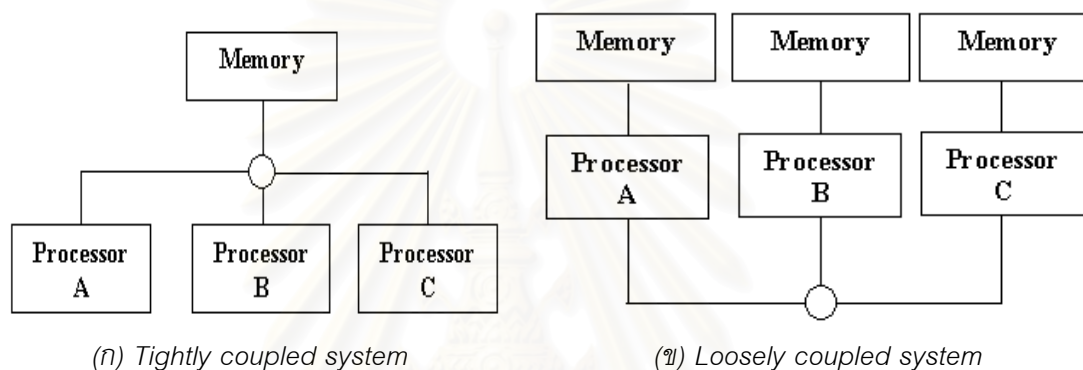 Memory
Processor
A
Processor
B
Processor
C
(ก) Tightly coupled system
Memory
Memory
Memory
Processor
A
Processor
B
Processor
C
(ข) Loosely coupled system